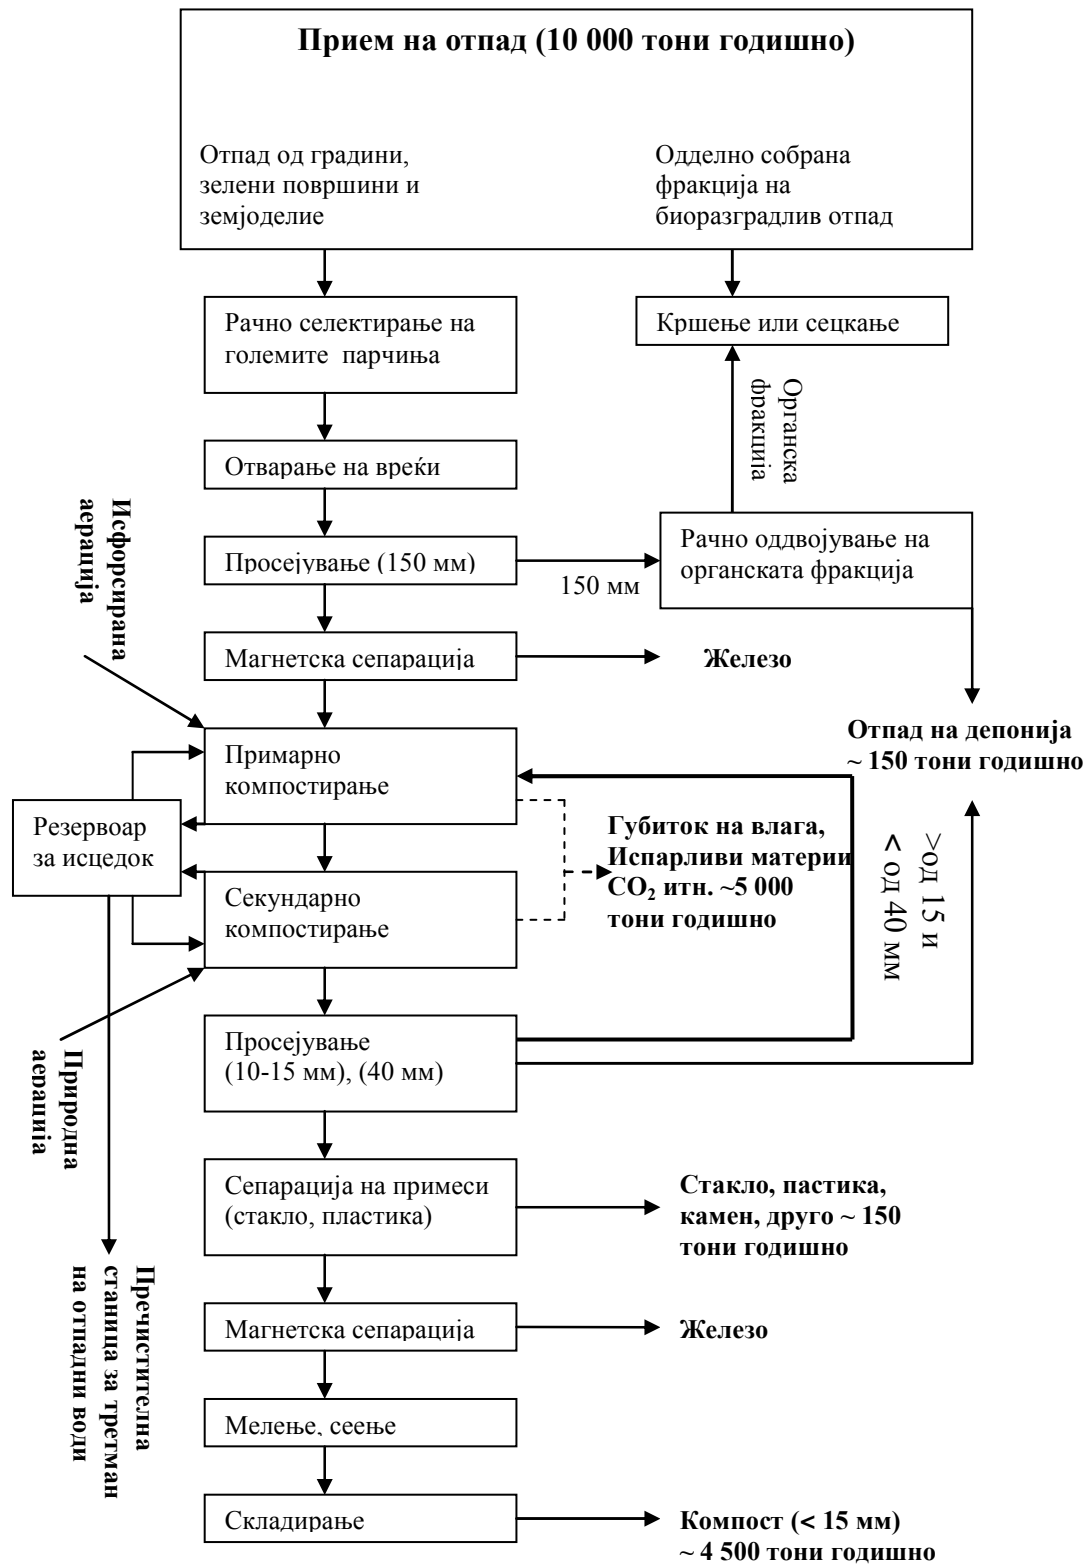 Прием на отпад (10 000 тони годишно)
Отпад од градини,
зелени површини и
земјоделие
Одделно собрана
фракција на
биоразградлив отпад
Рачно селектирање на
големите парчиња
Кршење или сецкање
Органска
фракција
Отварање на вреќи
Исфорсирана
аерација
Просејување (150 мм)
150 мм
Рачно оддвојување на
органската фракција
Магнетска сепарација
Железо
Отпад на депонија
~ 150 тони годишно
Примарно
компостирање
Резервоар
за исцедок
Губиток на влага,
Испарливи материи
CO₂ итн. ~5 000
тони годишно
>од 15 и
< од 40 мм
Секундарно
компостирање
Природна
аерација
Просејување
(10-15 мм), (40 мм)
Сепарација на примеси
(стакло, пластика)
Стакло, пастика,
камен, друго ~ 150
тони годишно
Пречистителна
станица за третман
на отпадни води
Магнетска сепарација
Железо
Мелење, сеење
Складирање
Компост (< 15 мм)
~ 4 500 тони годишно